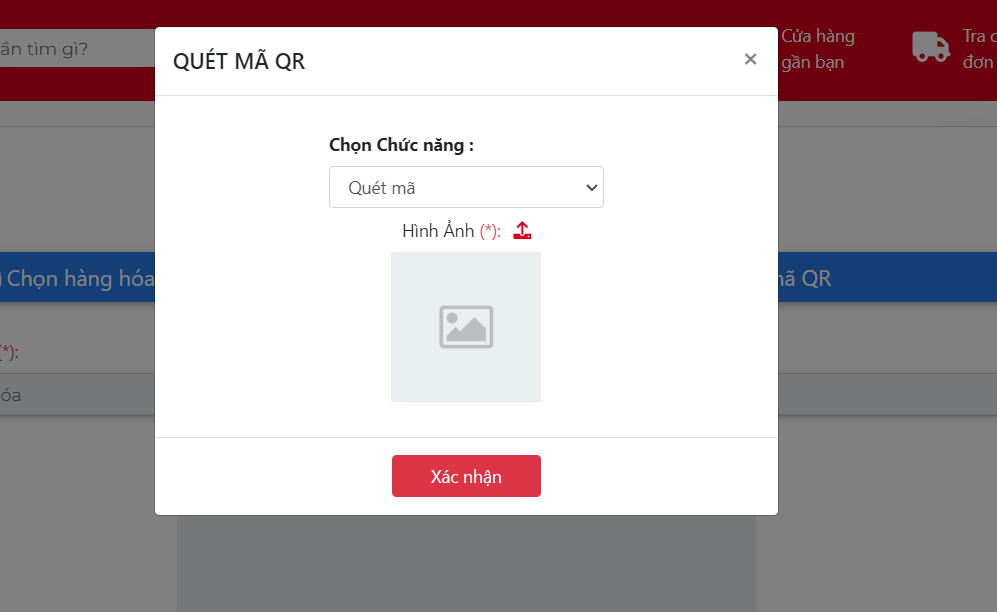 ần tìm gì?
QUÉT MÃ QR
×
Cửa hàng
gần bạn
Tra
đơn
Chọn Chức năng :
Quét mã
Hình Ảnh (*):
Chọn hàng hóa
mã QR
(*):
óa
Xác nhận